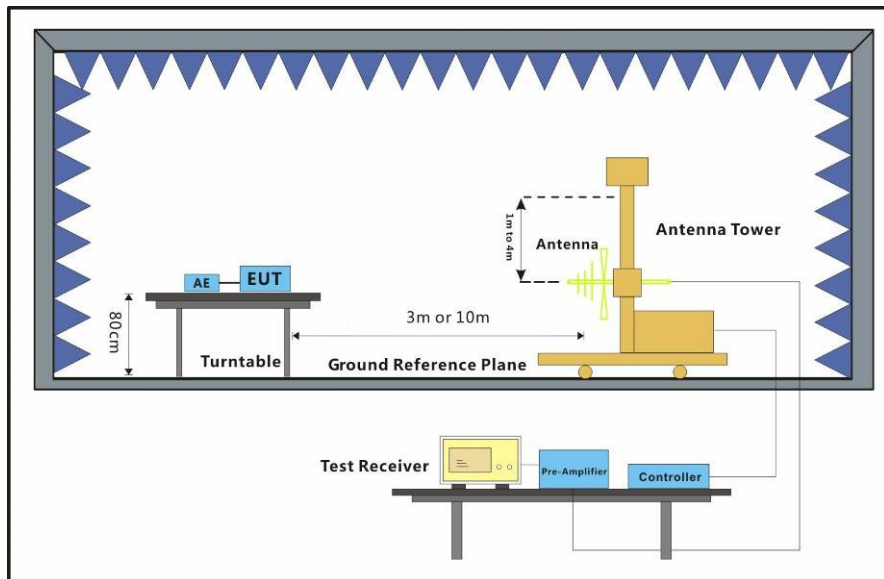 1m to 4m
Antenna
Antenna Tower
AE
EUT
80cm
3m or 10m
Turntable
Ground Reference Plane
Test Receiver
Pre-Amplifier
Controller